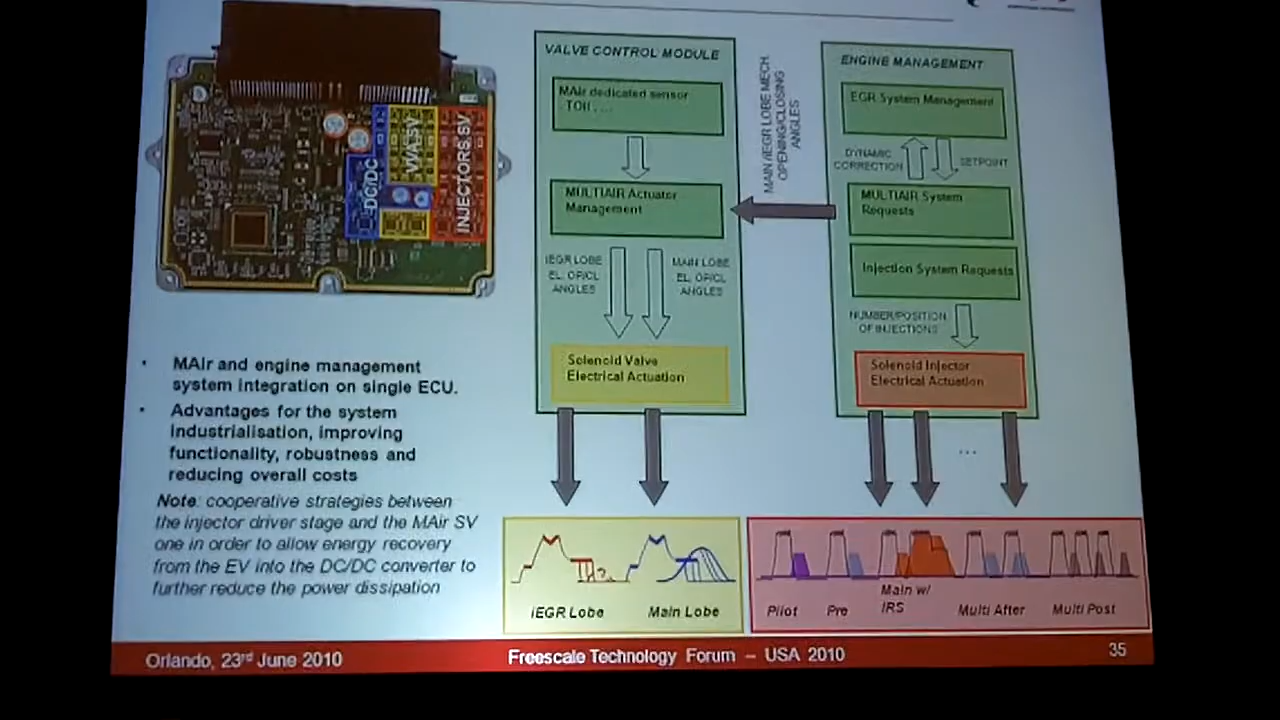 DC/DC
VVA SV
INJECTORS SV
VALVE CONTROL MODULE
MAir dedicated sensor
MULTIAIR Actuator
Management
IEGR LOBE
EL. OP/CL
ANGLES
MAIN LOBE
EL. OP/CL
ANGLES
Solenoid Valve
Electrical Actuation
MAIN /IEGR LOBE MECH.
OPENING/CLOSING
ANGLES
ENGINE MANAGEMENT
EGR System Management
DYNAMIC
CORRECTION
SETPOINT
MULTIAIR System
Requests
Injection System Requests
NUMBER/POSITION
OF INJECTIONS
Solenoid Injector
Electrical Actuation
...
• MAir and engine management
system integration on single ECU.
• Advantages for the system
industrialisation, improving
functionality, robustness and
reducing overall costs
Note: cooperative strategies between
the injector driver stage and the MAir SV
one in order to allow energy recovery
from the EV into the DC/DC converter to
further reduce the power dissipation
iEGR Lobe
Main Lobe
Pilot
Pre
Main w/
IRS
Multi After
Multi Post
Orlando, 23rd June 2010
Freescale Technology Forum – USA 2010
35